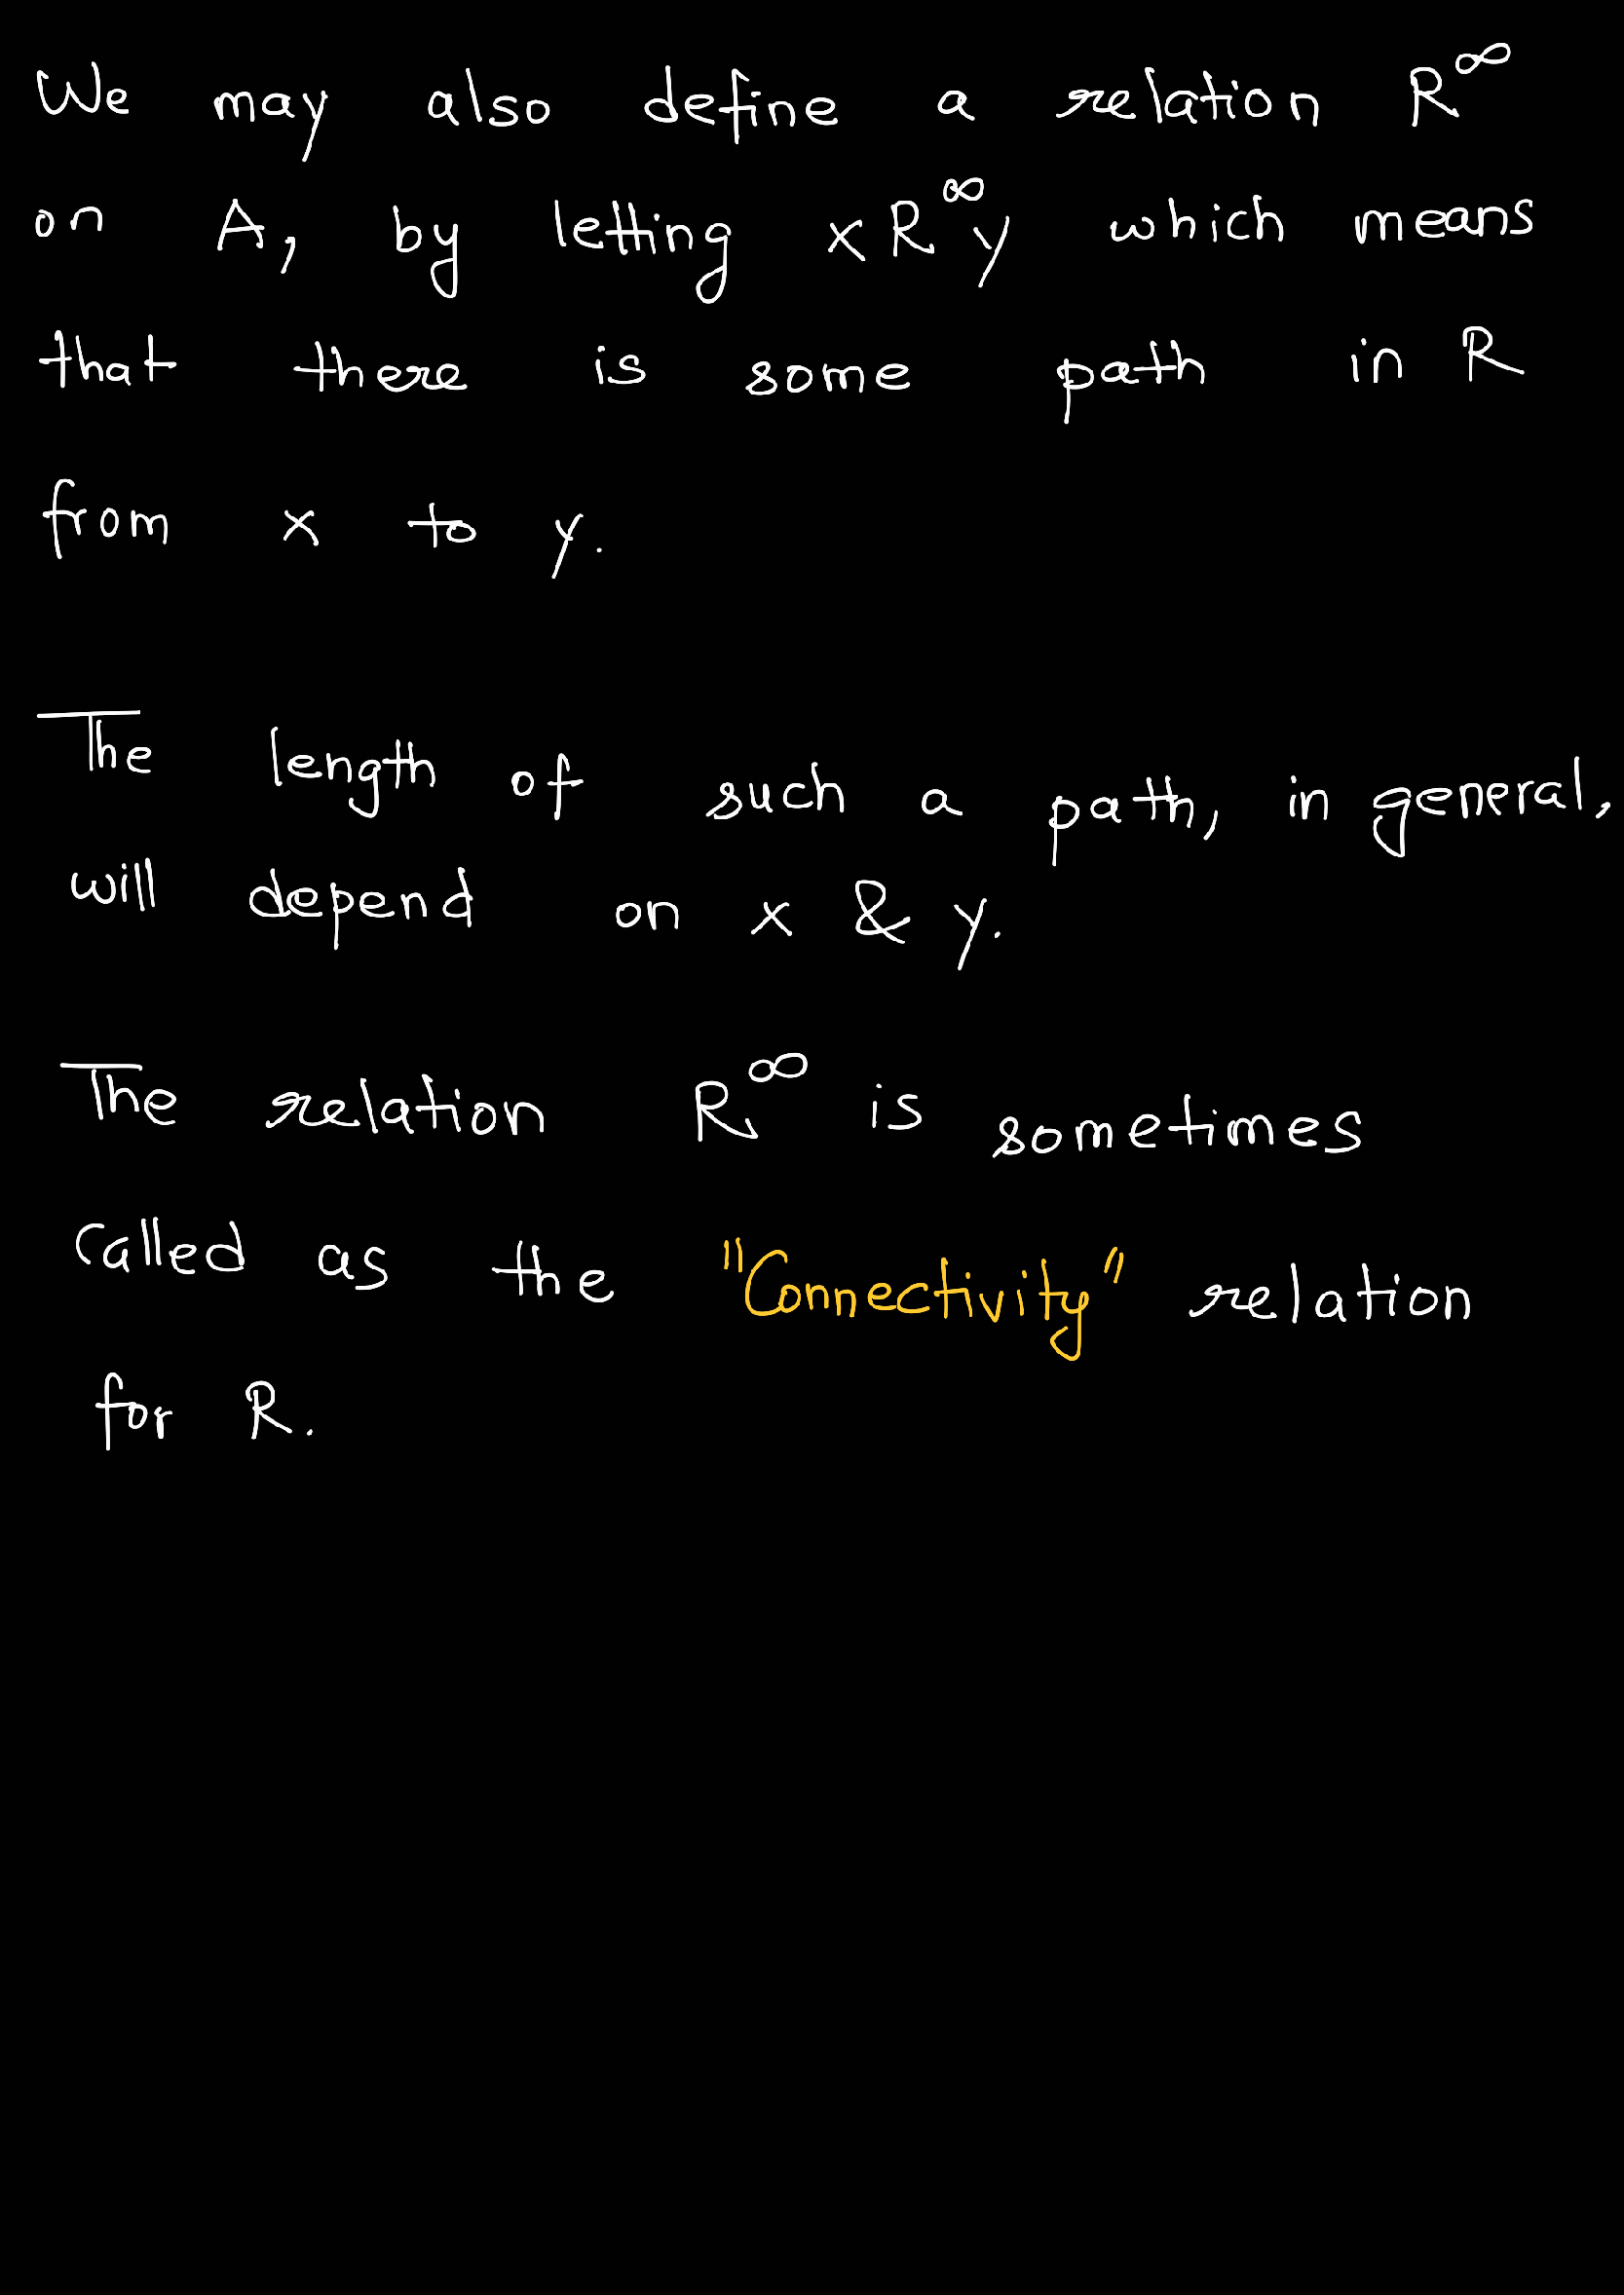 We may also define a relation R^∞
on A, by letting x R^∞ y which means
that there is some path in R
from x to y.
The length of such a path, in general,
will depend on x & y.
The relation R^∞ is sometimes
called as the "Connectivity" relation
for R.